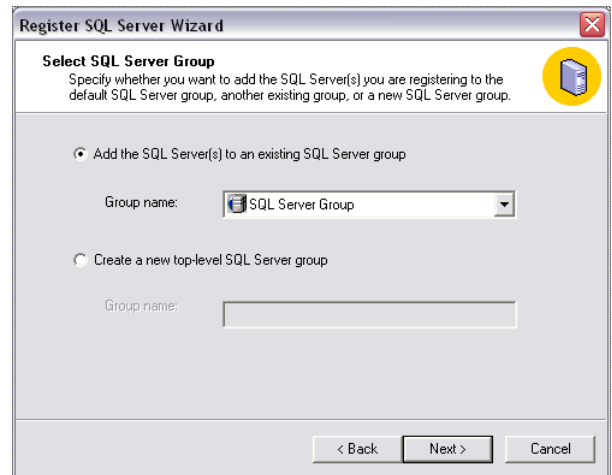 Register SQL Server Wizard
Select SQL Server Group
Specify whether you want to add the SQL Server(s) you are registering to the
default SQL Server group, another existing group, or a new SQL Server group.
Add the SQL Server(s) to an existing SQL Server group
Group name: SQL Server Group
Create a new top-level SQL Server group
Group name:
< Back Next > Cancel